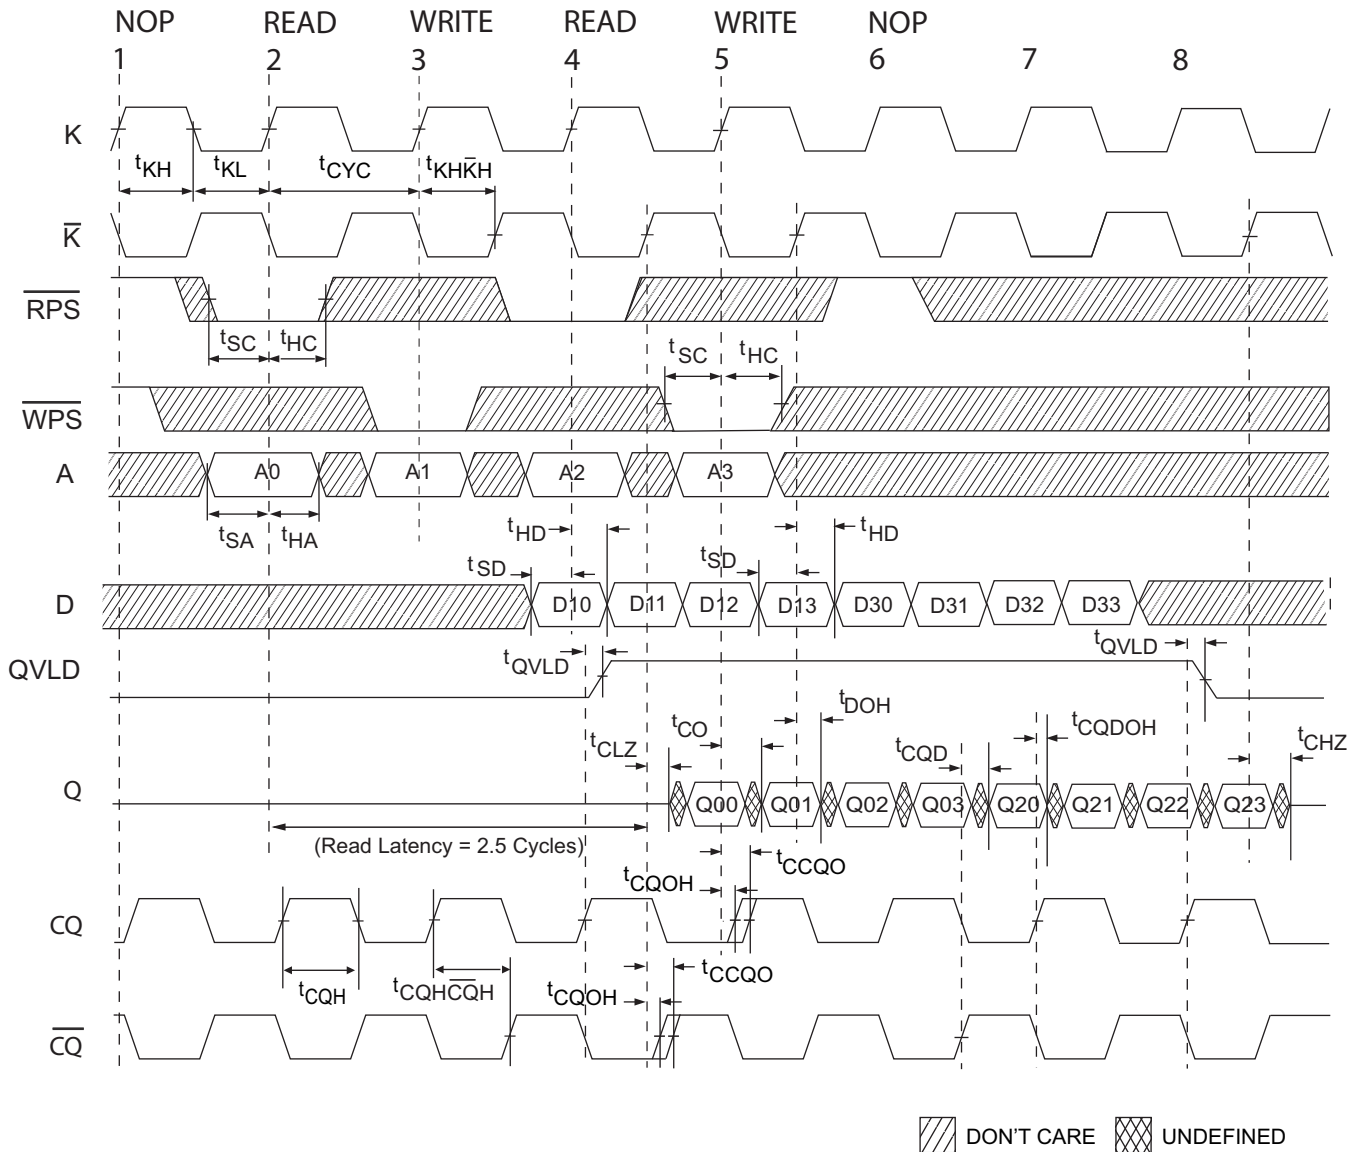 NOP READ WRITE READ WRITE NOP
1 2 3 4 5 6 7 8
K
tKH tKL tCYC tKHK̅H
K̅
R̅P̅S̅
tSC tHC
tSC tHC
W̅P̅S̅
A A0 A1 A2 A3
tSA tHA
tHD tHD
tSD tSD
D D10 D11 D12 D13 D30 D31 D32 D33
QVLD tQVLD tQVLD
tCLZ tCO tDOH tCQD tCQDOH tCHZ
Q Q00 Q01 Q02 Q03 Q20 Q21 Q22 Q23
(Read Latency = 2.5 Cycles)
tCQOH tCCQO
CQ
tCQH tCQHC̅Q̅H tCQOH tCCQO
C̅Q̅
DON'T CARE UNDEFINED